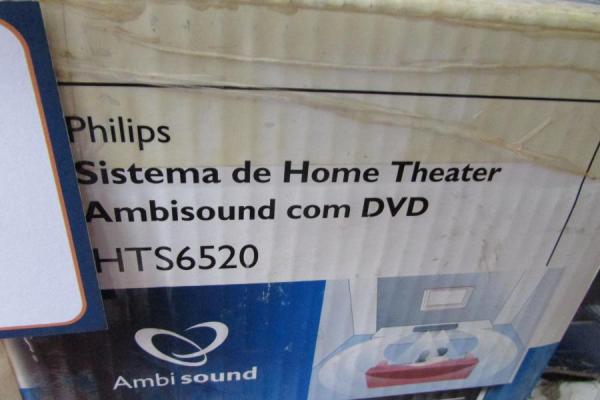 Philips
Sistema de Home Theater
Ambisound com DVD
HTS6520
Ambi sound